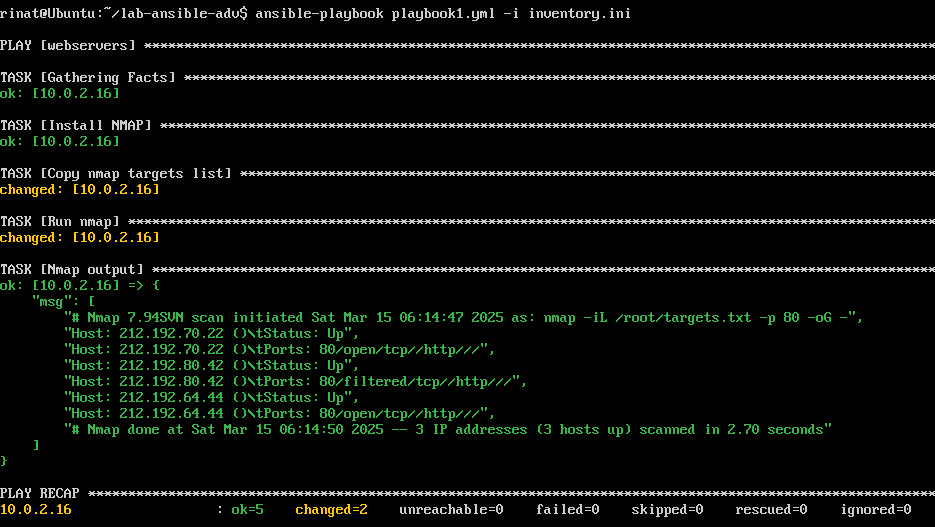 rinat@Ubuntu:~/lab-ansible-adv$ ansible-playbook playbook1.yml -i inventory.ini
PLAY [webservers] ***************************************************************************************************
TASK [Gathering Facts] **********************************************************************************************
ok: [10.0.2.16]
TASK [Install NMAP] *************************************************************************************************
ok: [10.0.2.16]
TASK [Copy nmap targets list] ***************************************************************************************
changed: [10.0.2.16]
TASK [Run nmap] *****************************************************************************************************
changed: [10.0.2.16]
TASK [Nmap output] **************************************************************************************************
ok: [10.0.2.16] => {
    "msg": [
        "# Nmap 7.94SVN scan initiated Sat Mar 15 06:14:47 2025 as: nmap -iL /root/targets.txt -p 80 -oG -",
        "Host: 212.192.70.22 ()\tStatus: Up",
        "Host: 212.192.70.22 ()\tPorts: 80/open/tcp//http///",
        "Host: 212.192.80.42 ()\tStatus: Up",
        "Host: 212.192.80.42 ()\tPorts: 80/filtered/tcp//http///",
        "Host: 212.192.64.44 ()\tStatus: Up",
        "Host: 212.192.64.44 ()\tPorts: 80/open/tcp//http///",
        "# Nmap done at Sat Mar 15 06:14:50 2025 -- 3 IP addresses (3 hosts up) scanned in 2.70 seconds"
    ]
}
PLAY RECAP **********************************************************************************************************
10.0.2.16                  : ok=5    changed=2    unreachable=0    failed=0    skipped=0    rescued=0    ignored=0